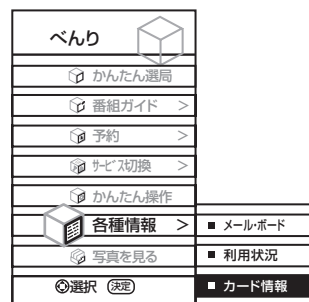 べんり
かんたん選局
番組ガイド >
予約 >
サービス切換 >
かんたん操作
各種情報 >
■ メール・ボード
写真を見る
■ 利用状況
選択 決定
■ カード情報